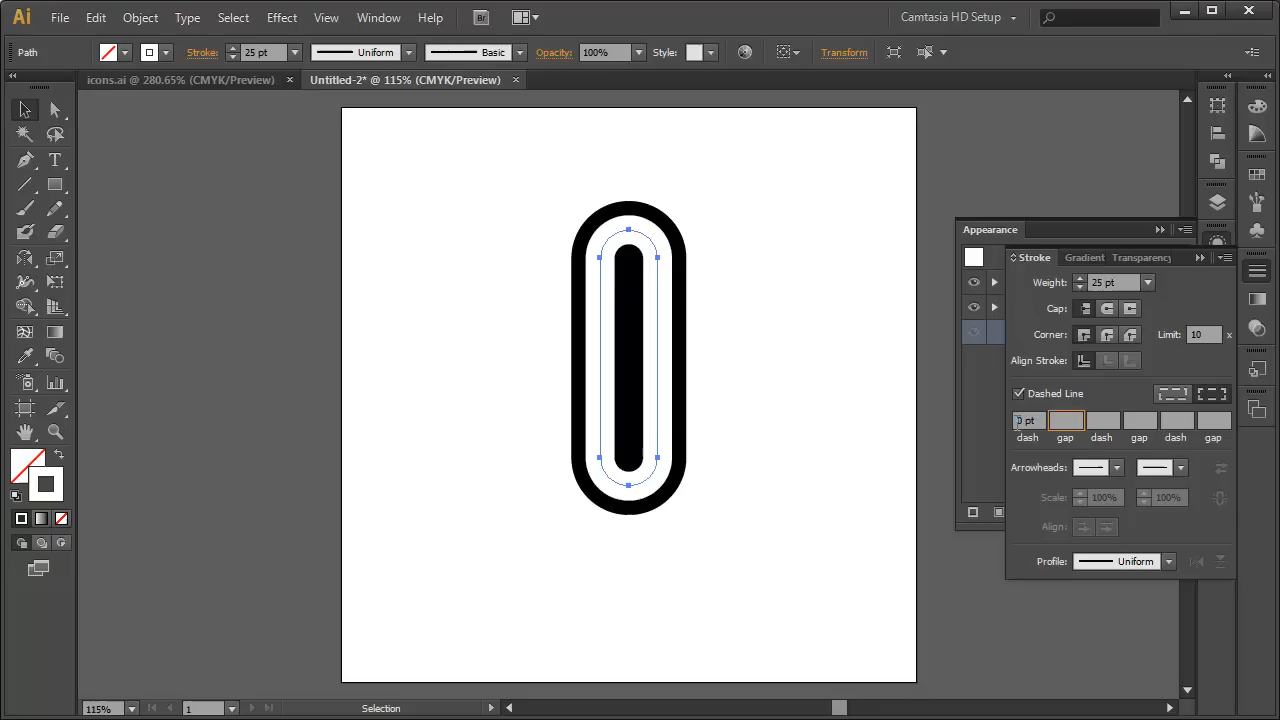 Ai File Edit Object Type Select Effect View Window Help Br Camtasia HD Setup
Path Stroke: 25 pt Uniform Basic Opacity: 100% Style: Transform
icons.ai @ 280.65% (CMYK/Preview) × Untitled-2* @ 115% (CMYK/Preview) ×
Appearance
Stroke Gradient Transparency
Weight: 25 pt
Cap:
Corner: Limit: 10 x
Align Stroke:
Dashed Line
0 pt
dash gap dash gap dash gap
Arrowheads:
Scale: 100% 100%
Align:
Profile: Uniform
115% 1 Selection